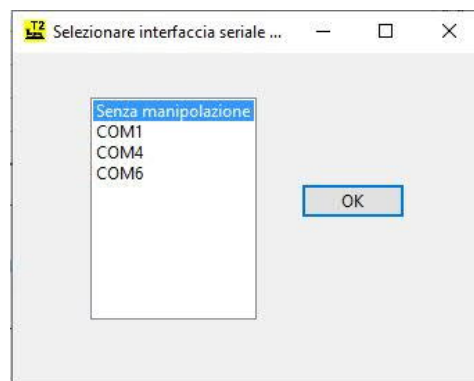 T2
Selezionare interfaccia seriale ...
Senza manipolazione
COM1
COM4
COM6
OK